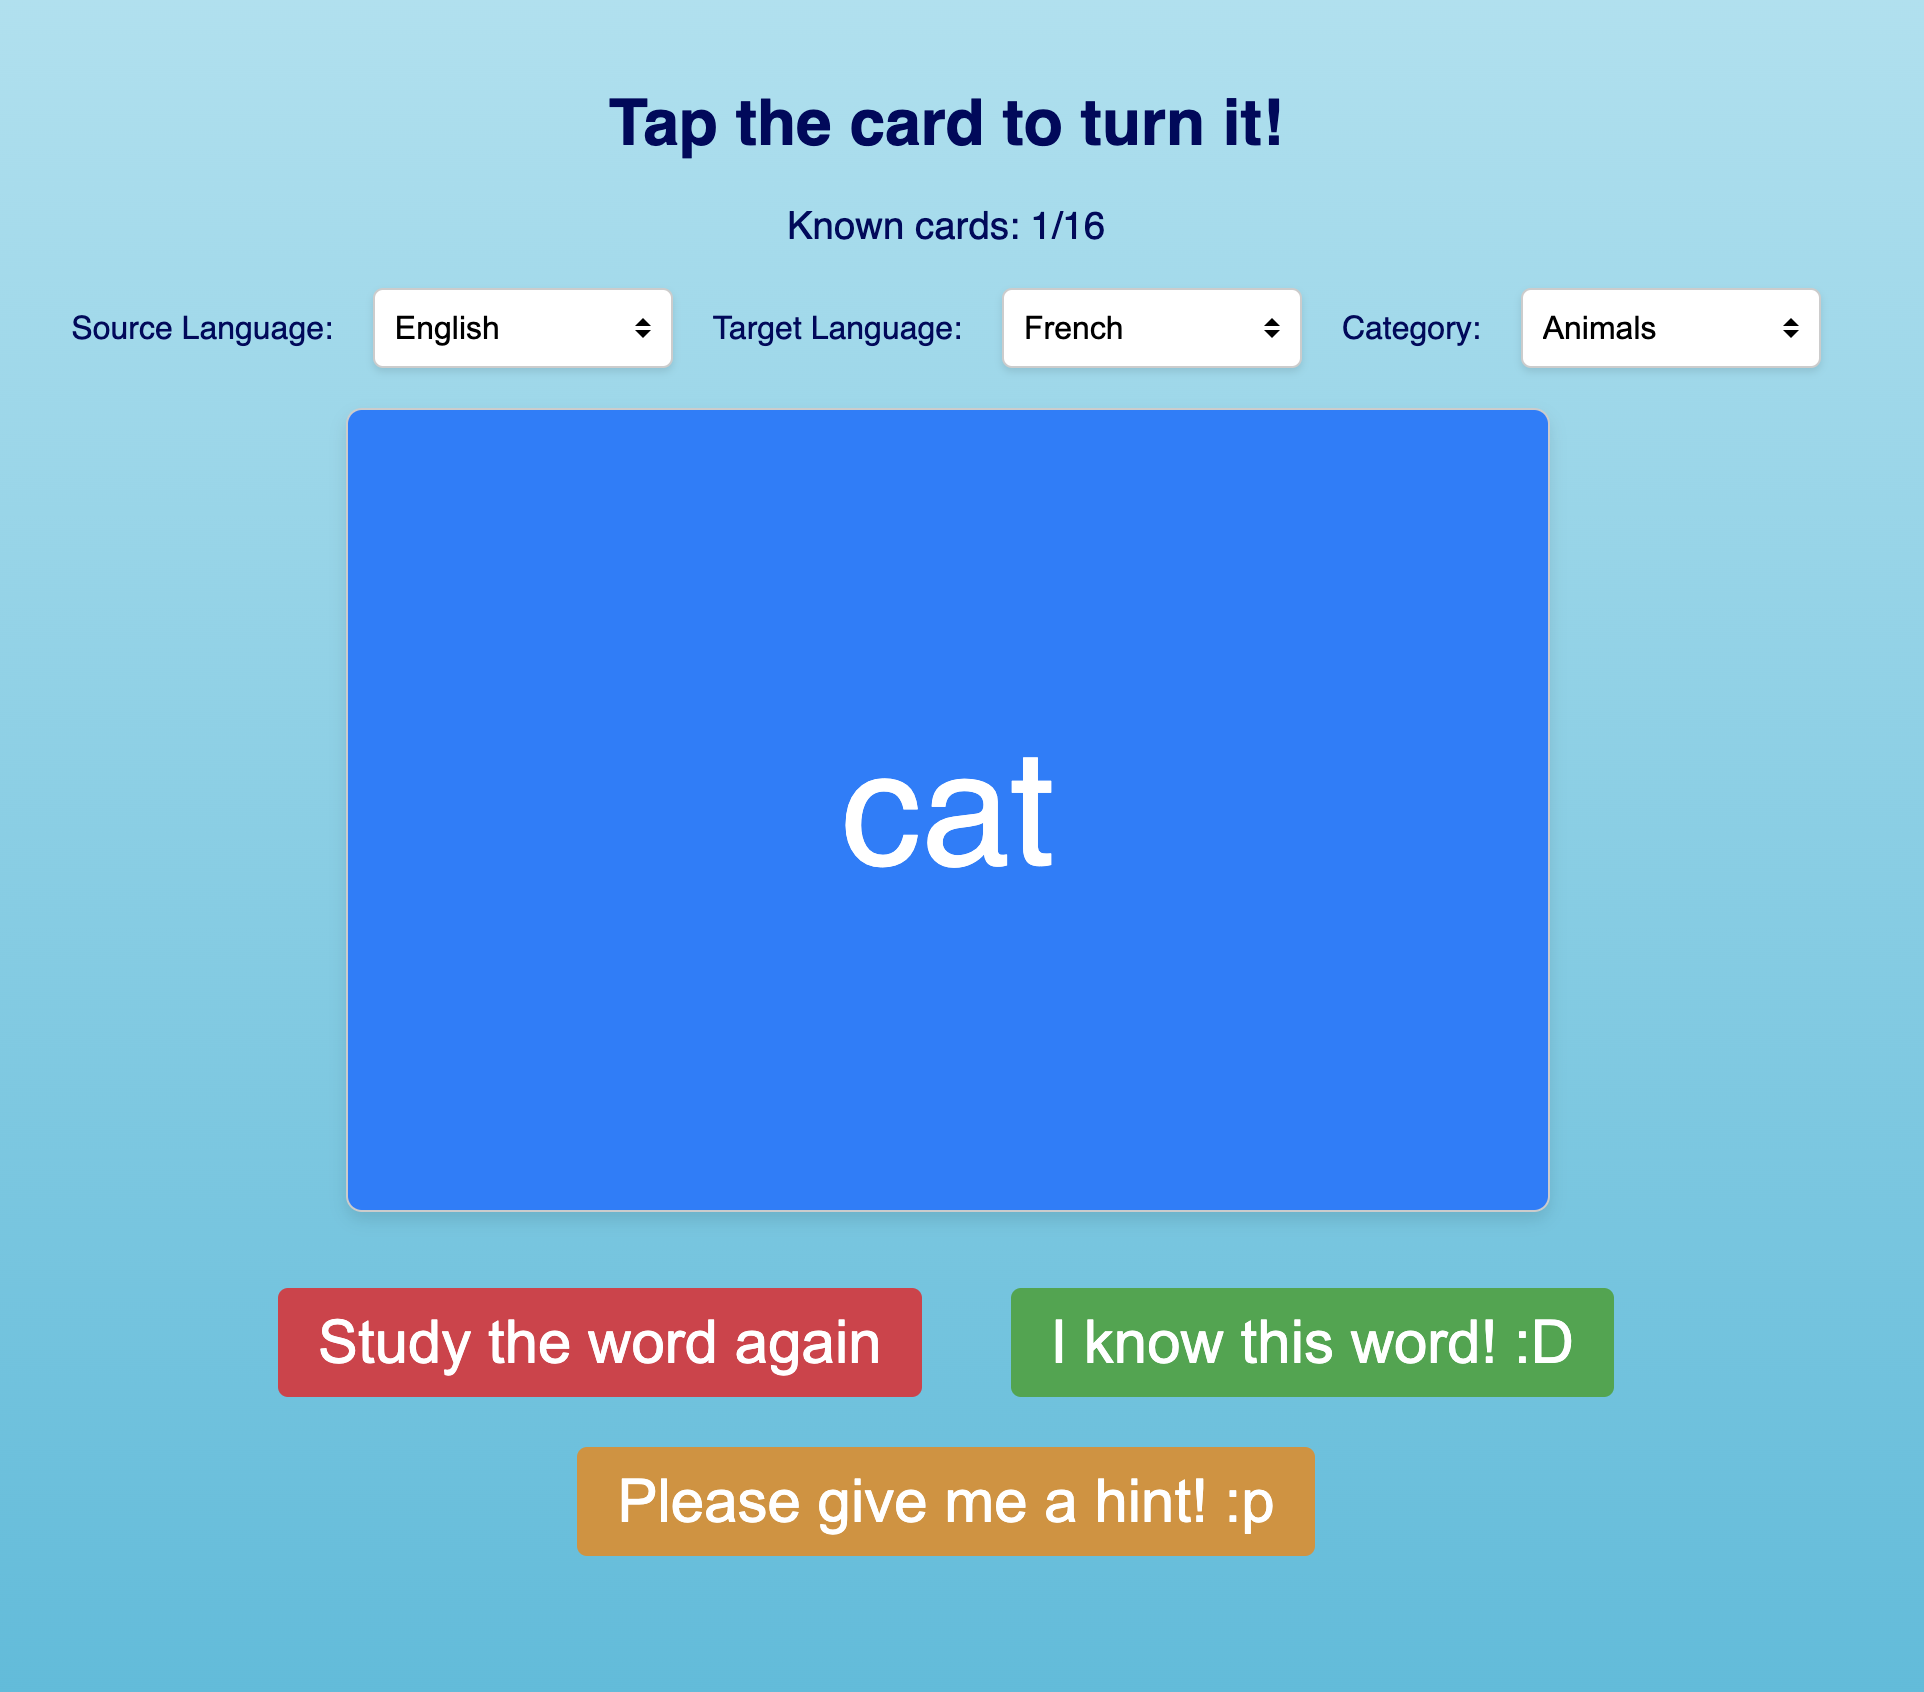 Tap the card to turn it!
Known cards: 1/16
Source Language: English Target Language: French Category: Animals
cat
Study the word again I know this word! :D
Please give me a hint! :p